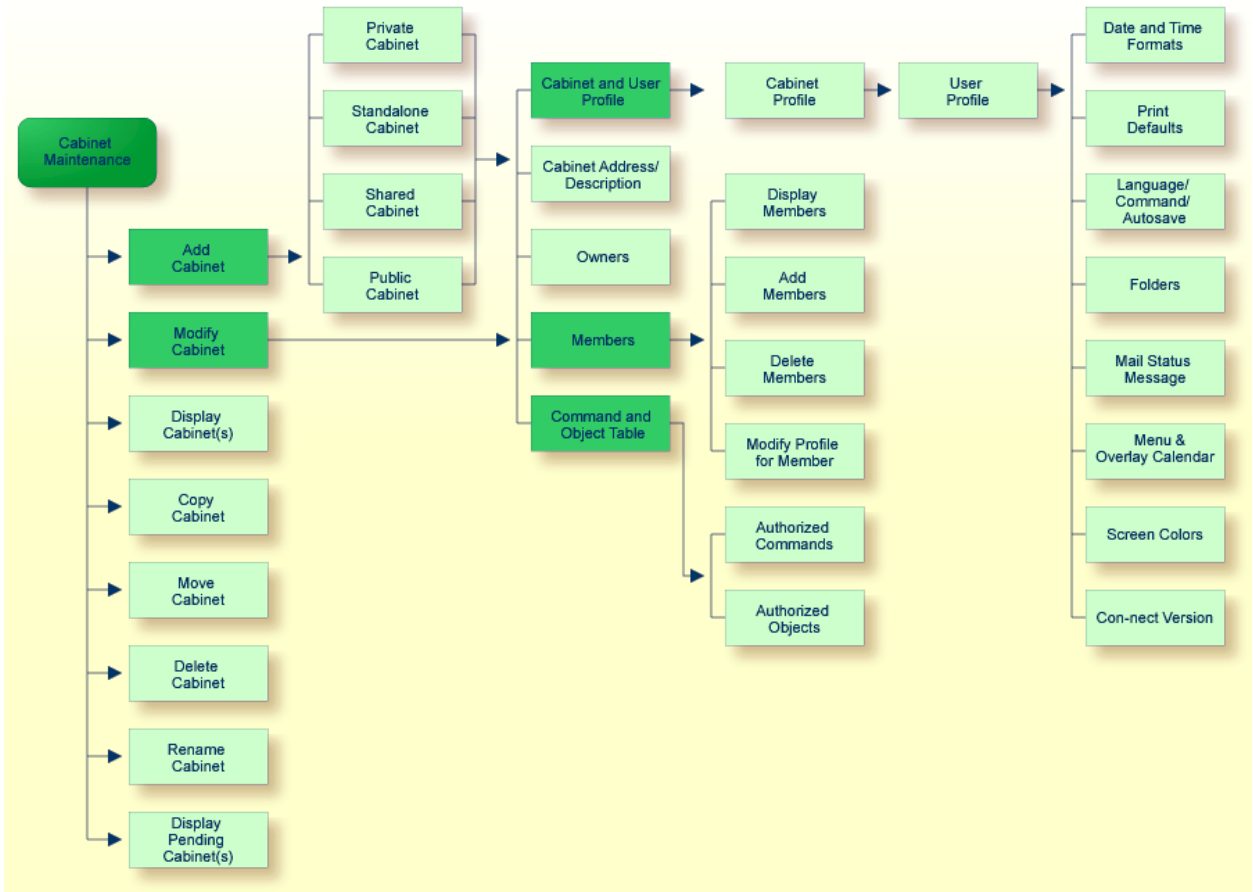 Cabinet
Maintenance
Add
Cabinet
Modify
Cabinet
Display
Cabinet(s)
Copy
Cabinet
Move
Cabinet
Delete
Cabinet
Rename
Cabinet
Display
Pending
Cabinet(s)
Private
Cabinet
Standalone
Cabinet
Shared
Cabinet
Public
Cabinet
Cabinet and User
Profile
Cabinet Address/
Description
Owners
Members
Command and
Object Table
Cabinet
Profile
Display
Members
Add
Members
Delete
Members
Modify Profile
for Member
Authorized
Commands
Authorized
Objects
User
Profile
Date and Time
Formats
Print
Defaults
Language/
Command/
Autosave
Folders
Mail Status
Message
Menu &
Overlay Calendar
Screen Colors
Con-nect Version